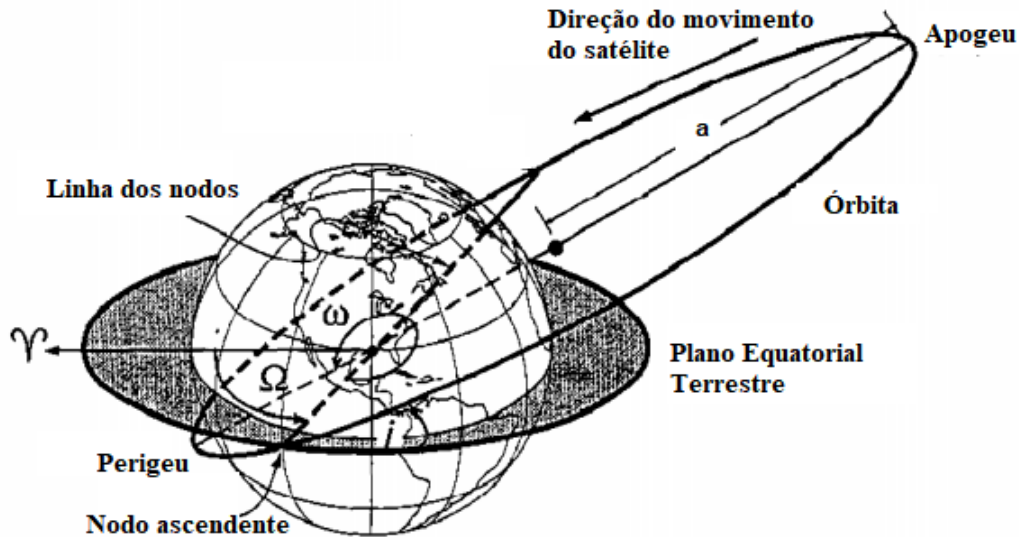 Direção do movimento
do satélite
Apogeu
a
Linha dos nodos
Órbita
ω
♈
Ω
Plano Equatorial
Terrestre
i
Perigeu
Nodo ascendente